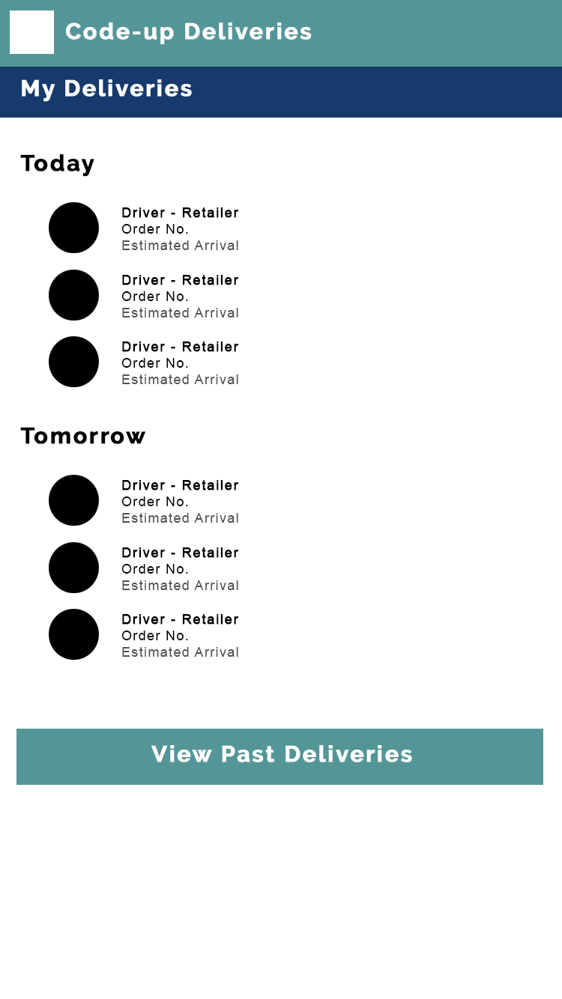 Code-up Deliveries
My Deliveries
Today
Driver - Retailer
Order No.
Estimated Arrival
Driver - Retailer
Order No.
Estimated Arrival
Driver - Retailer
Order No.
Estimated Arrival
Tomorrow
Driver - Retailer
Order No.
Estimated Arrival
Driver - Retailer
Order No.
Estimated Arrival
Driver - Retailer
Order No.
Estimated Arrival
View Past Deliveries